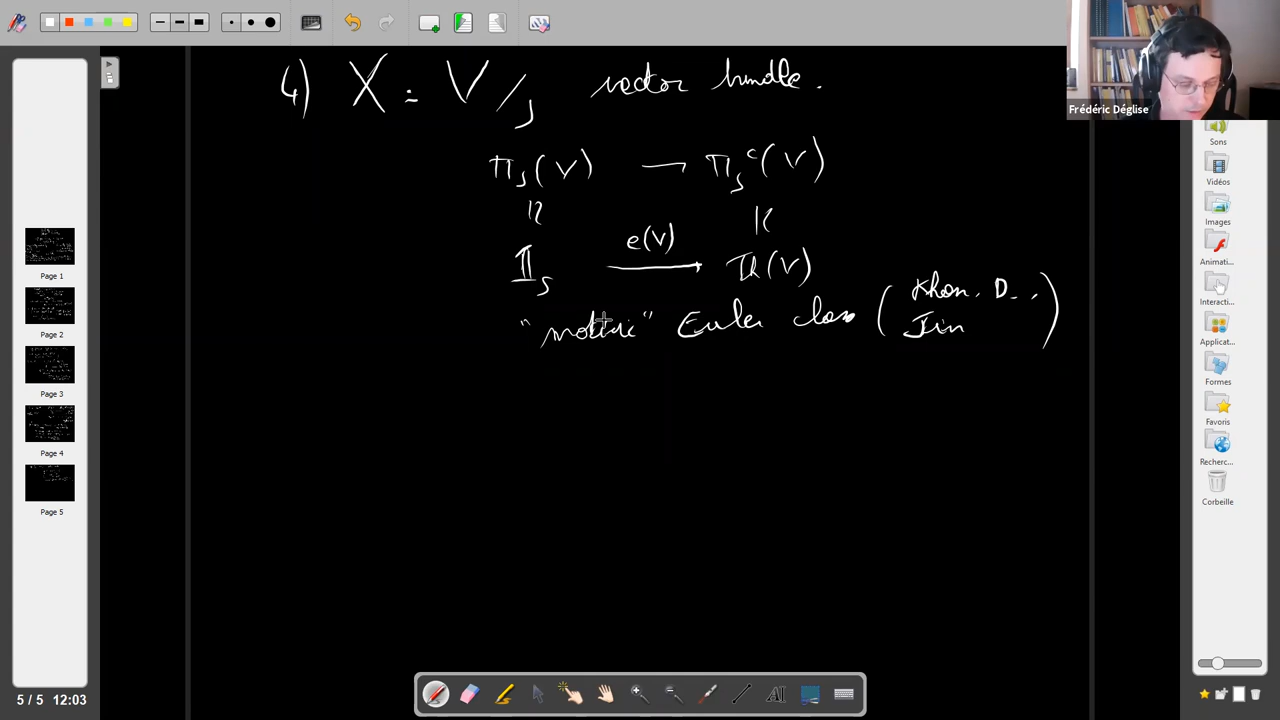 Frédéric Déglise
4) X = V/S vector bundle.
Π_S(V) → Π_S^c(V)
≀≀ ≀≀
𝟙_S e(V) → Th(V)
"motivic" Euler class (Khan, D.., Jin)
Page 1
Page 2
Page 3
Page 4
Page 5
Sons
Vidéos
Images
Animati...
Interacti...
Applicat...
Formes
Favoris
Recherc...
Corbeille
AI
5 / 5 12:03